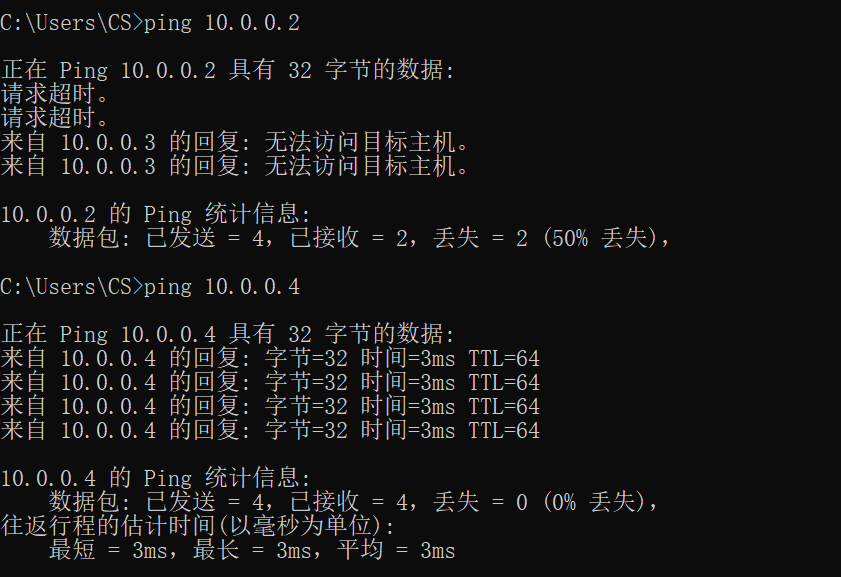 C:\Users\CS>ping 10.0.0.2
正在 Ping 10.0.0.2 具有 32 字节的数据:
请求超时。
请求超时。
来自 10.0.0.3 的回复: 无法访问目标主机。
来自 10.0.0.3 的回复: 无法访问目标主机。
10.0.0.2 的 Ping 统计信息:
    数据包: 已发送 = 4，已接收 = 2，丢失 = 2 (50% 丢失)，
C:\Users\CS>ping 10.0.0.4
正在 Ping 10.0.0.4 具有 32 字节的数据:
来自 10.0.0.4 的回复: 字节=32 时间=3ms TTL=64
来自 10.0.0.4 的回复: 字节=32 时间=3ms TTL=64
来自 10.0.0.4 的回复: 字节=32 时间=3ms TTL=64
来自 10.0.0.4 的回复: 字节=32 时间=3ms TTL=64
10.0.0.4 的 Ping 统计信息:
    数据包: 已发送 = 4，已接收 = 4，丢失 = 0 (0% 丢失)，
往返行程的估计时间(以毫秒为单位):
    最短 = 3ms，最长 = 3ms，平均 = 3ms